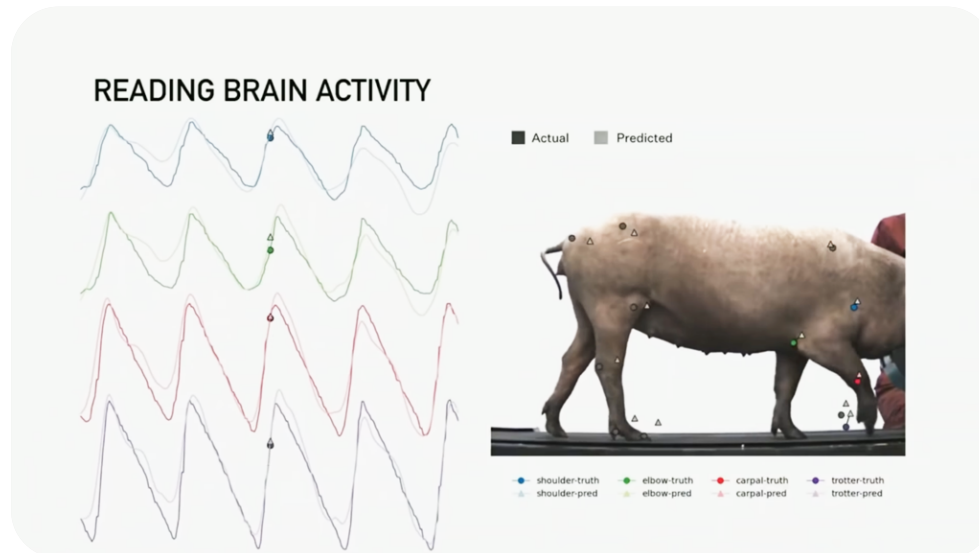 READING BRAIN ACTIVITY
Actual Predicted
shoulder-truth elbow-truth carpal-truth trotter-truth
shoulder-pred elbow-pred carpal-pred trotter-pred